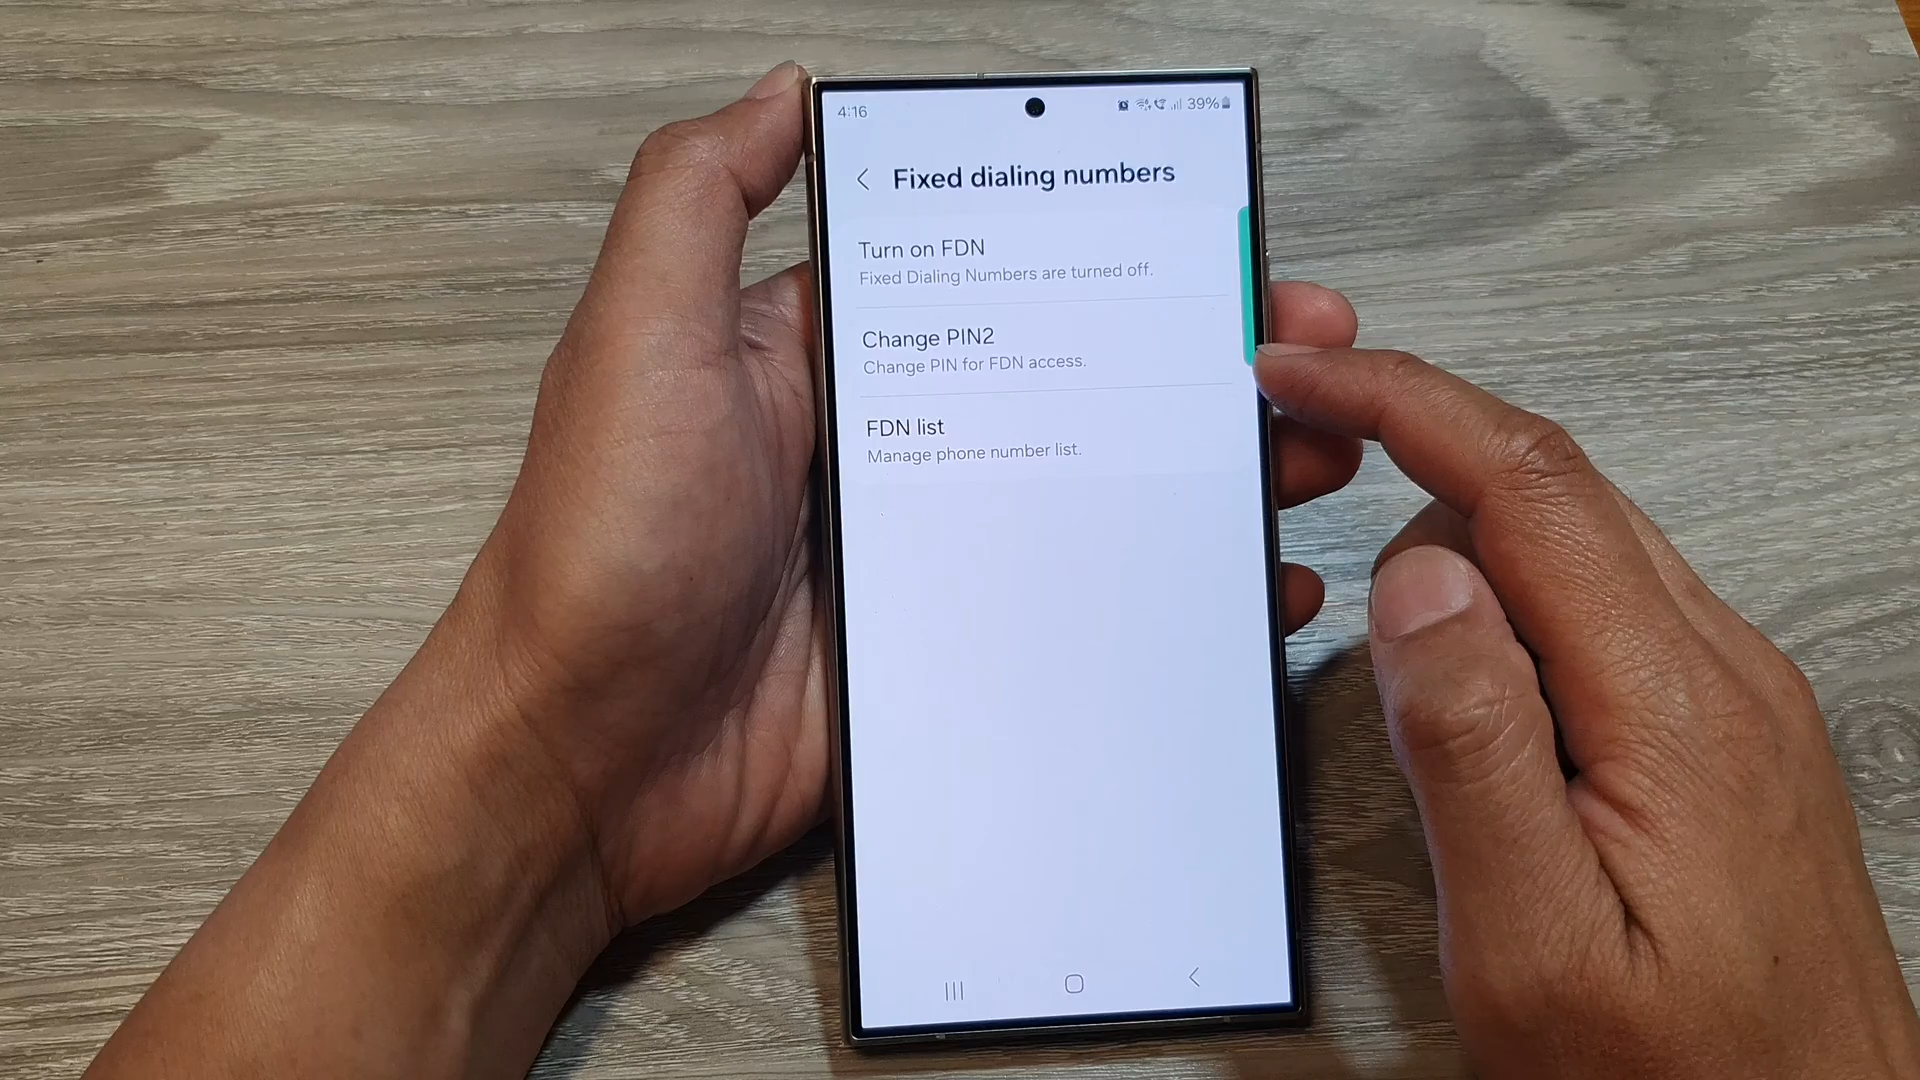 4:16
39%
Fixed dialing numbers
Turn on FDN
Fixed Dialing Numbers are turned off.
Change PIN2
Change PIN for FDN access.
FDN list
Manage phone number list.